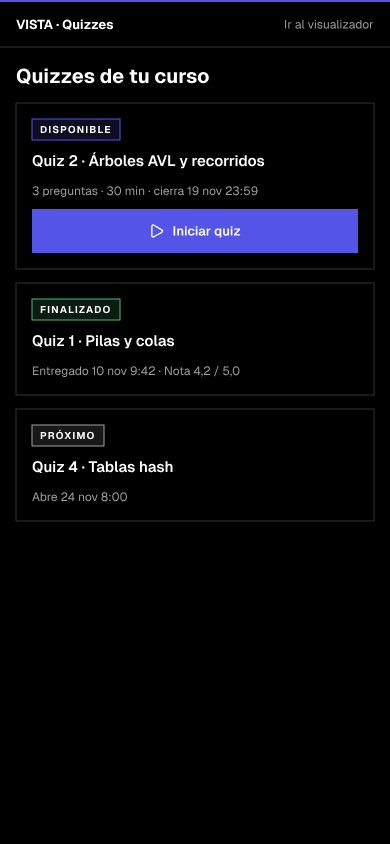 VISTA · Quizzes
Ir al visualizador
Quizzes de tu curso
DISPONIBLE
Quiz 2 · Árboles AVL y recorridos
3 preguntas · 30 min · cierra 19 nov 23:59
Iniciar quiz
FINALIZADO
Quiz 1 · Pilas y colas
Entregado 10 nov 9:42 · Nota 4,2 / 5,0
PRÓXIMO
Quiz 4 · Tablas hash
Abre 24 nov 8:00